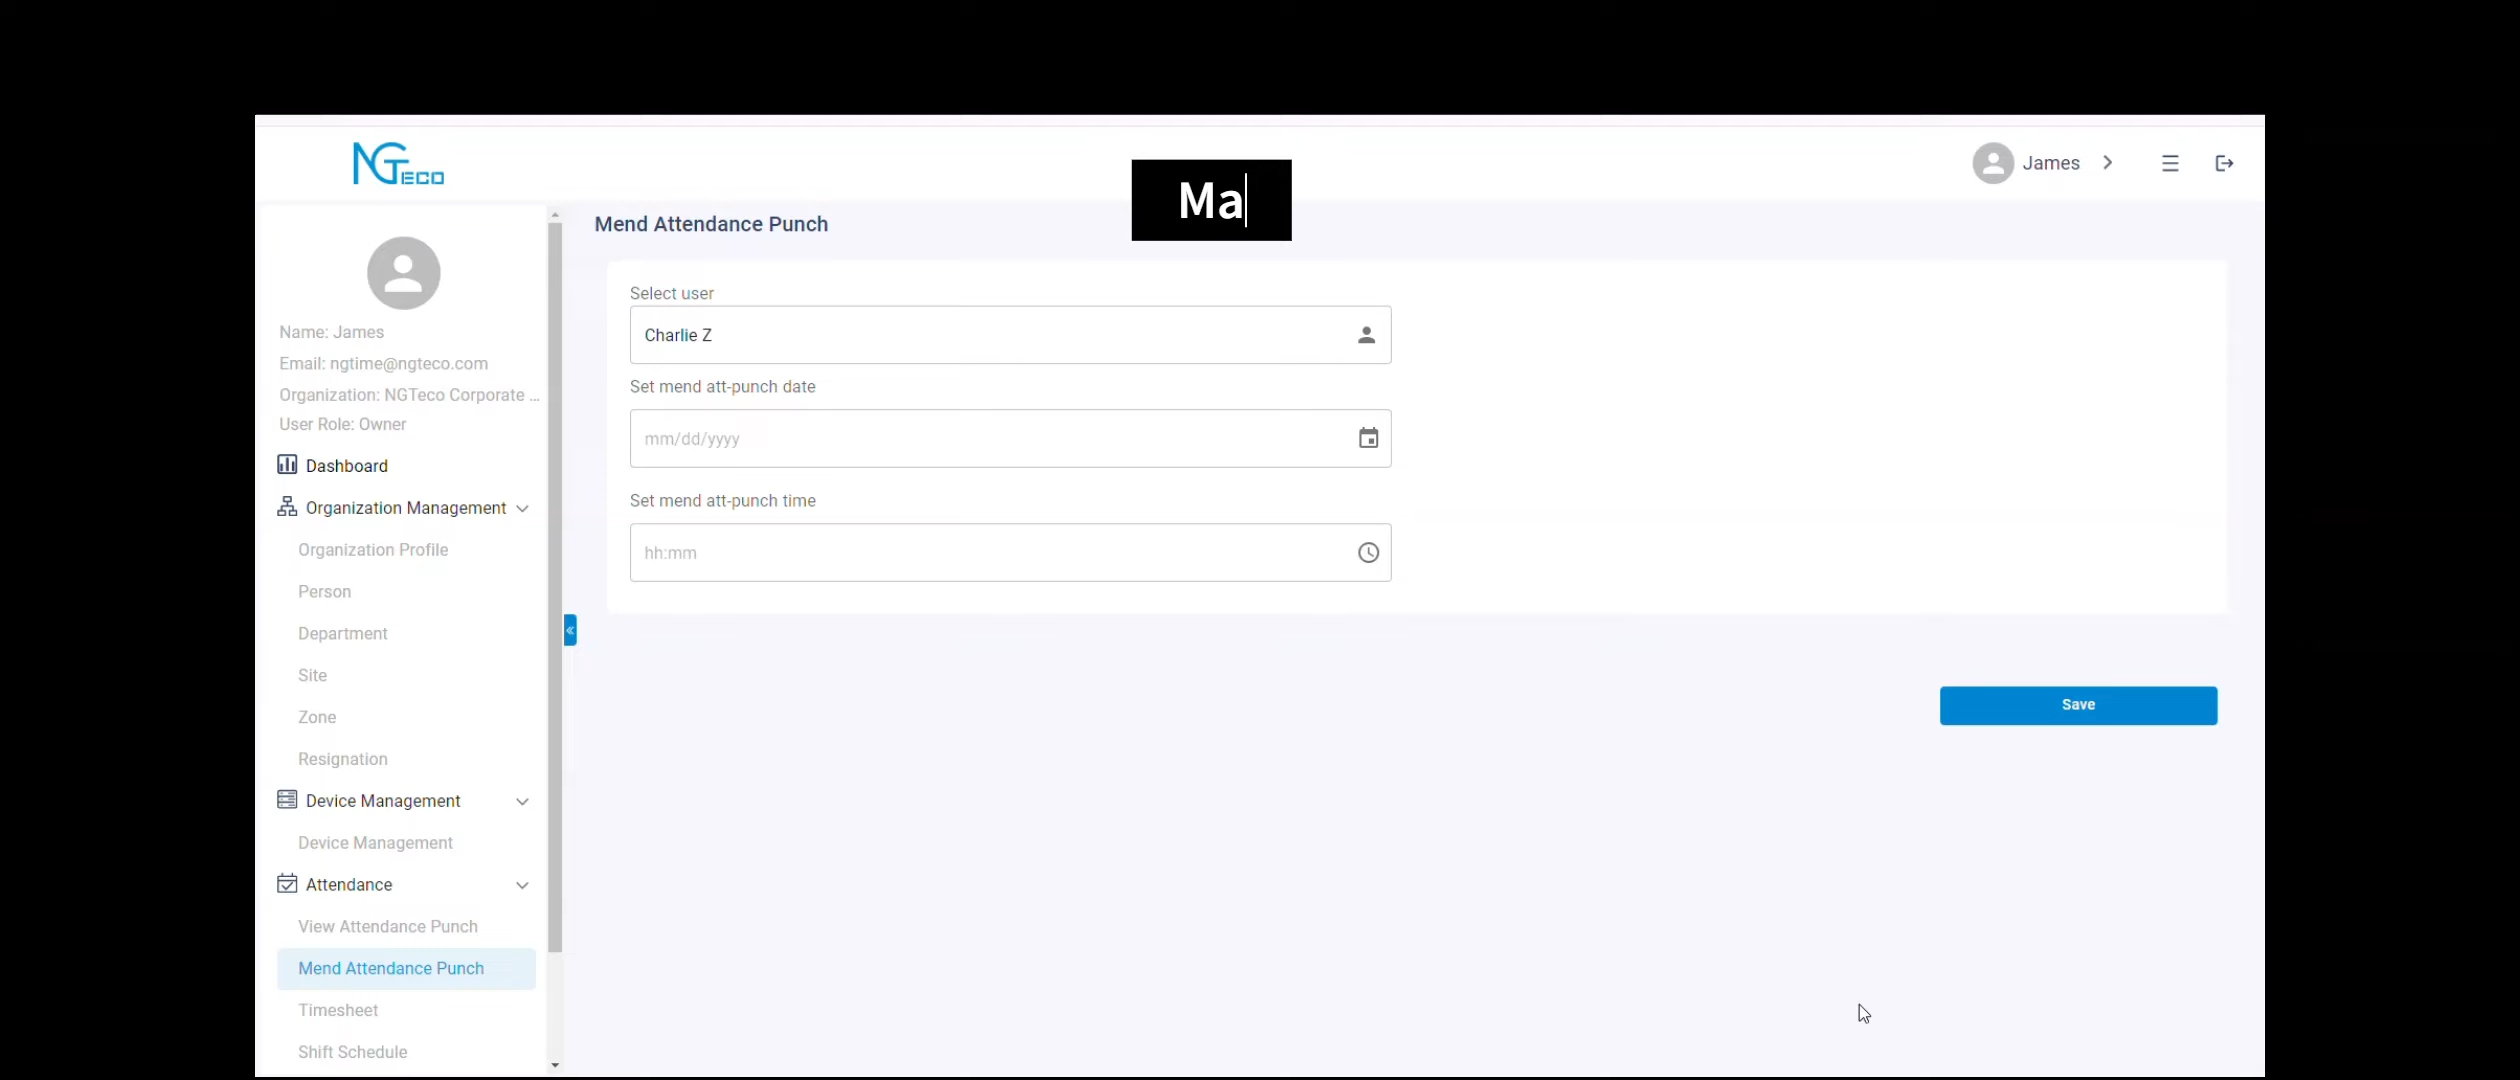 NGTeco
James
Ma
Mend Attendance Punch
Name: James
Email: ngtime@ngteco.com
Organization: NGTeco Corporate ...
User Role: Owner
Dashboard
Organization Management
Organization Profile
Person
Department
Site
Zone
Resignation
Device Management
Device Management
Attendance
View Attendance Punch
Mend Attendance Punch
Timesheet
Shift Schedule
Select user
Charlie Z
Set mend att-punch date
mm/dd/yyyy
Set mend att-punch time
hh:mm
Save